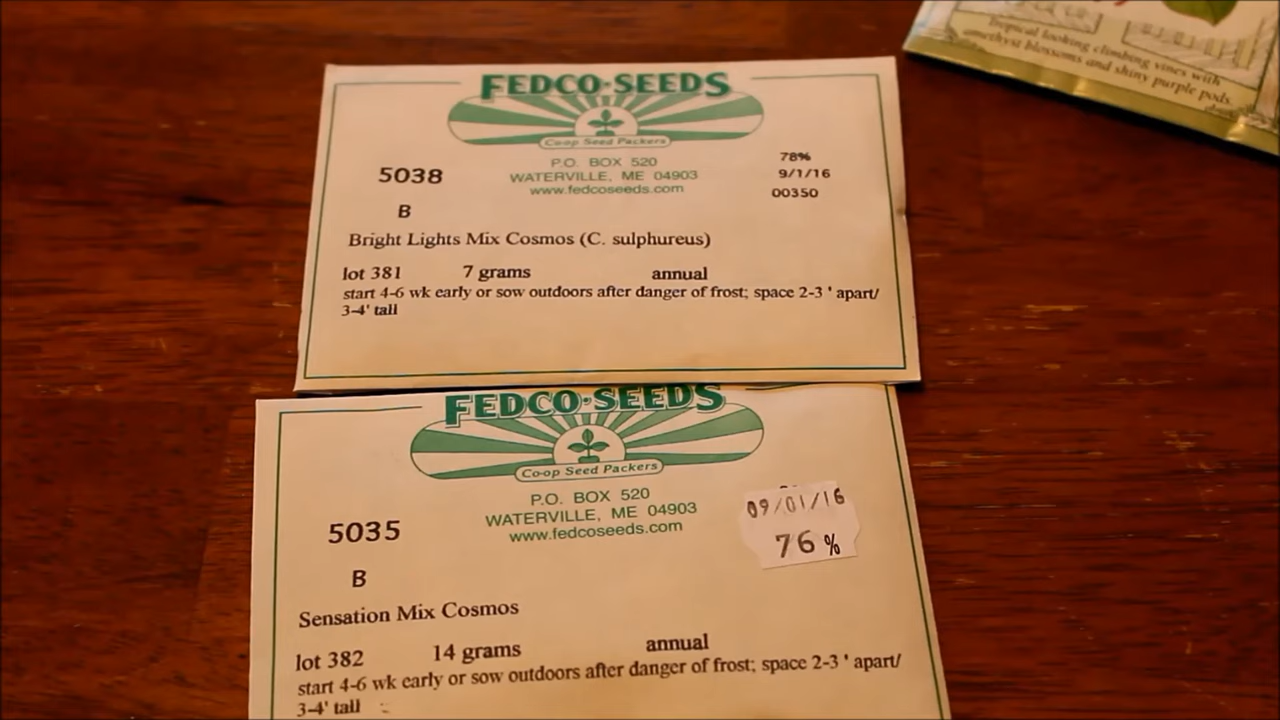 Tropical looking climbing vines with
amethyst blossoms and shiny purple pods.
FEDCO·SEEDS
Co-op Seed Packers
P.O. BOX 520
WATERVILLE, ME 04903
www.fedcoseeds.com
78%
9/1/16
00350
5038
B
Bright Lights Mix Cosmos (C. sulphureus)
lot 381 7 grams annual
start 4-6 wk early or sow outdoors after danger of frost; space 2-3 ' apart/
3-4' tall
FEDCO·SEEDS
Co-op Seed Packers
P.O. BOX 520
WATERVILLE, ME 04903
www.fedcoseeds.com
09/01/16
76%
5035
B
Sensation Mix Cosmos
lot 382 14 grams annual
start 4-6 wk early or sow outdoors after danger of frost; space 2-3 ' apart/
3-4' tall